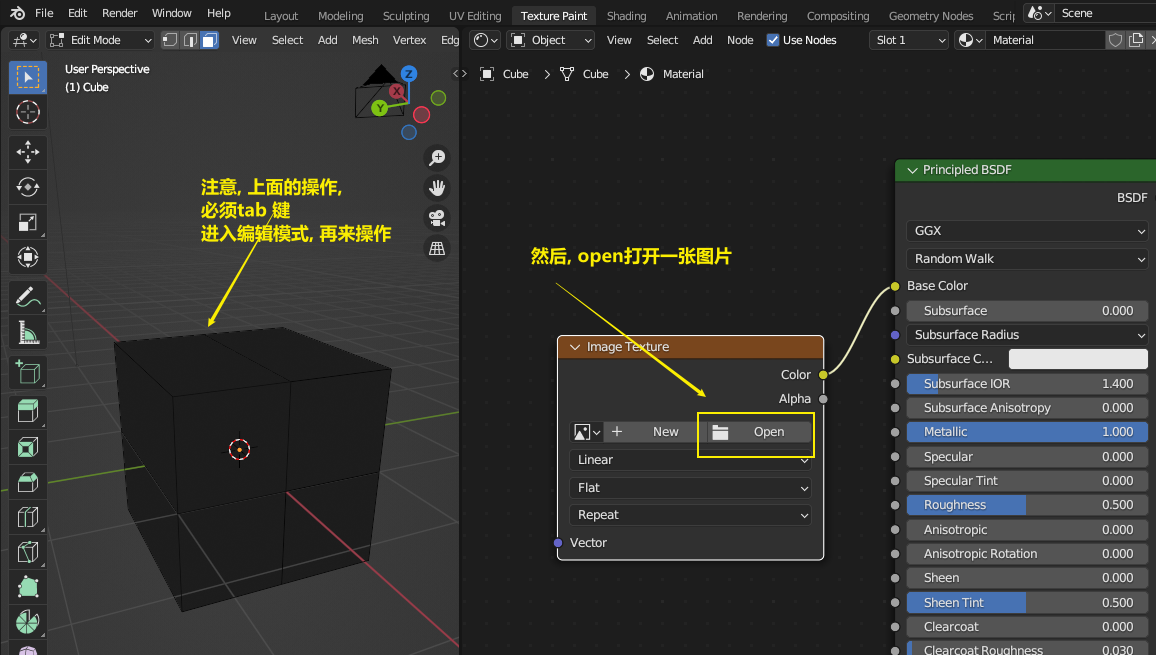 File Edit Render Window Help Layout Modeling Sculpting UV Editing Texture Paint Shading Animation Rendering Compositing Geometry Nodes Scene
Edit Mode View Select Add Mesh Vertex Object View Select Add Node Use Nodes Slot 1 Material
User Perspective
(1) Cube
Cube Cube Material
Z
X
Y
注意, 上面的操作,
必须tab 键
进入编辑模式, 再来操作
然后, open打开一张图片
Image Texture
Color
Alpha
New Open
Linear
Flat
Repeat
Vector
Principled BSDF
BSDF
GGX
Random Walk
Base Color
Subsurface 0.000
Subsurface Radius
Subsurface C...
Subsurface IOR 1.400
Subsurface Anisotropy 0.000
Metallic 1.000
Specular 0.000
Specular Tint 0.000
Roughness 0.500
Anisotropic 0.000
Anisotropic Rotation 0.000
Sheen 0.000
Sheen Tint 0.500
Clearcoat 0.000
Clearcoat Roughness 0.030